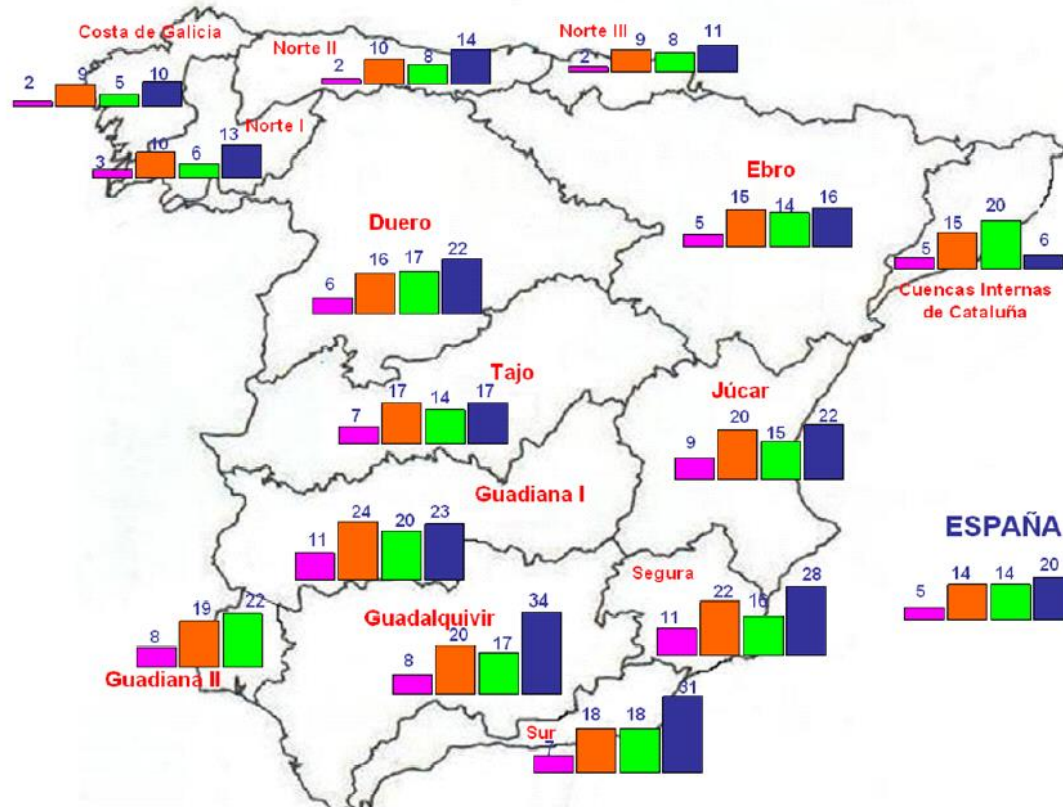 Costa de Galicia
2 9 5 10
Norte II
2 10 8 14
Norte III
2 9 8 11
Norte I
3 10 6 13
Duero
6 16 17 22
Ebro
5 15 14 16
5 15 20 6
Cuencas Internas
de Cataluña
Tajo
7 17 14 17
Júcar
9 20 15 22
Guadiana I
11 24 20 23
ESPAÑA
5 14 14 20
Segura
11 22 16 28
8 19 22
Guadiana II
Guadalquivir
8 20 17 34
Sur
7 18 18 31